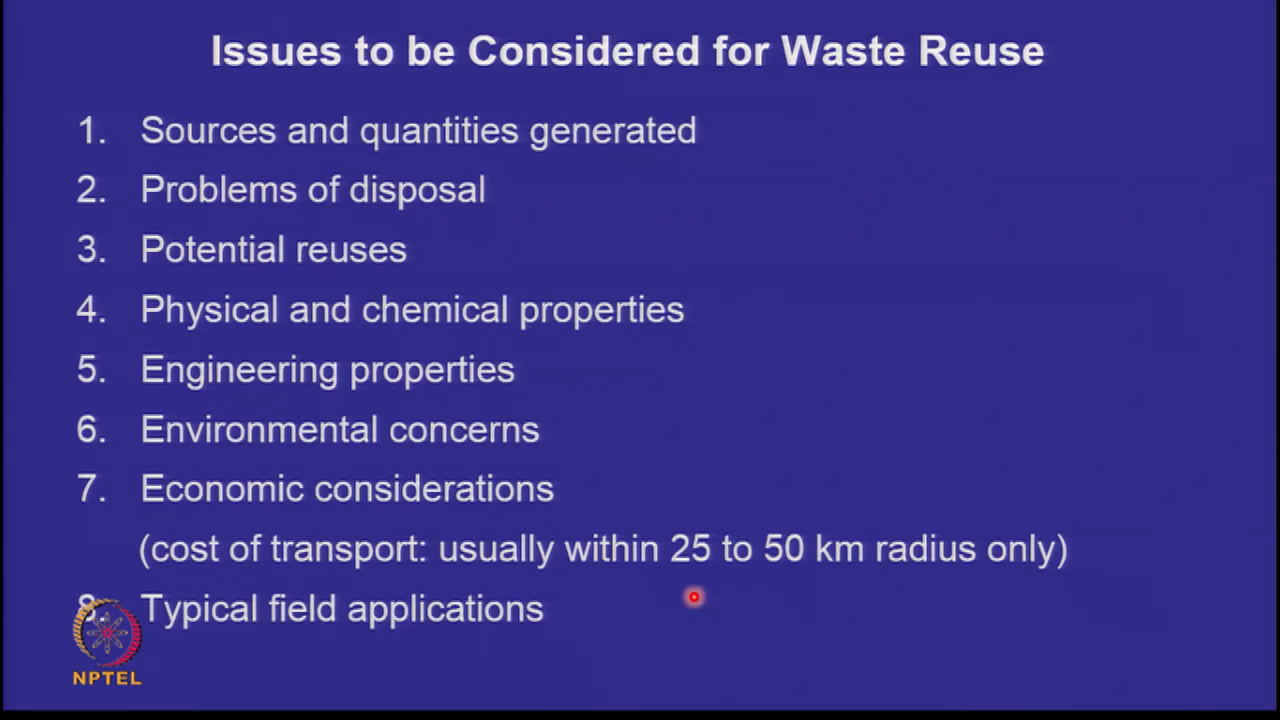 Issues to be Considered for Waste Reuse
1. Sources and quantities generated
2. Problems of disposal
3. Potential reuses
4. Physical and chemical properties
5. Engineering properties
6. Environmental concerns
7. Economic considerations
(cost of transport: usually within 25 to 50 km radius only)
8. Typical field applications
NPTEL